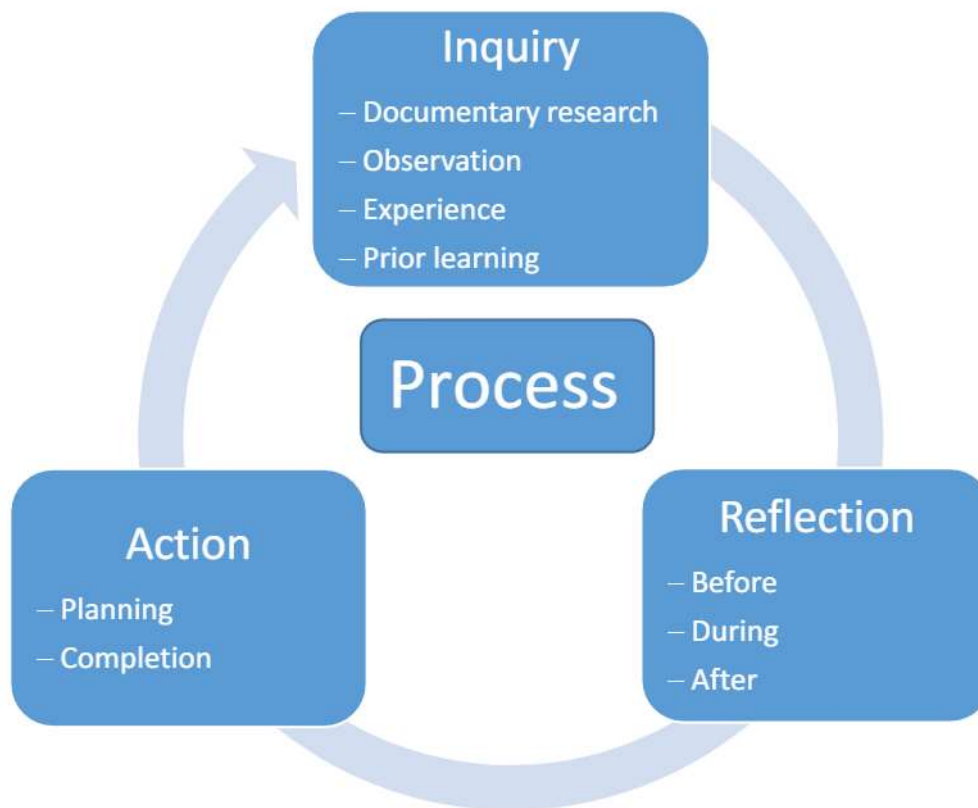 Inquiry
– Documentary research
– Observation
– Experience
– Prior learning
Process
Action
– Planning
– Completion
Reflection
– Before
– During
– After